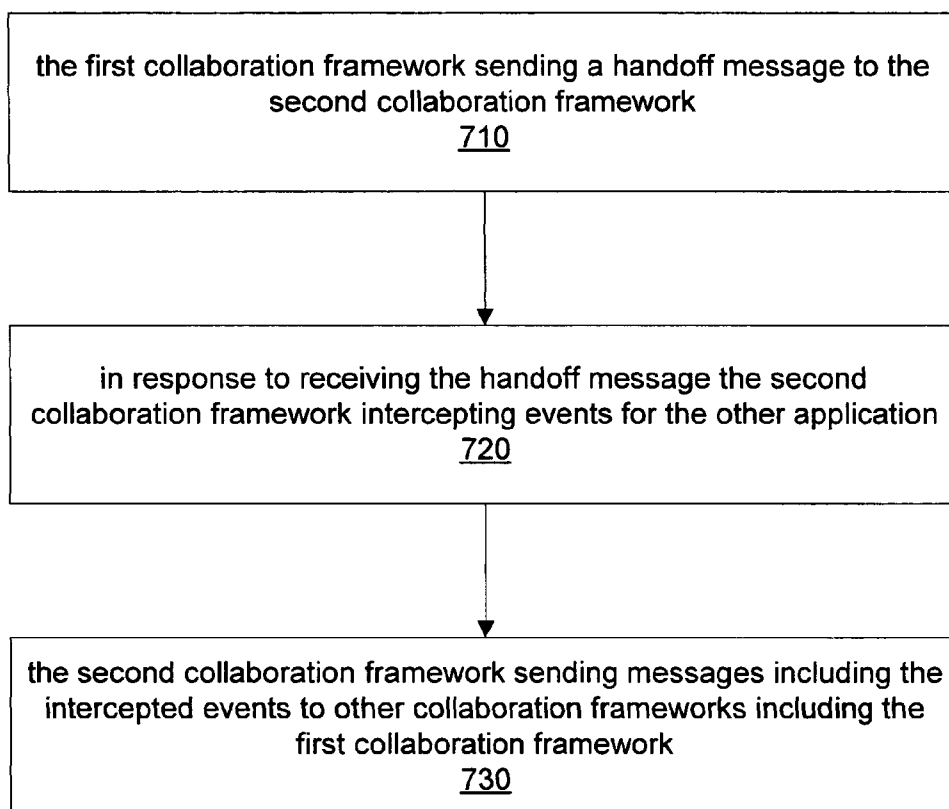 the first collaboration framework sending a handoff message to the
second collaboration framework
710
in response to receiving the handoff message the second
collaboration framework intercepting events for the other application
720
the second collaboration framework sending messages including the
intercepted events to other collaboration frameworks including the
first collaboration framework
730